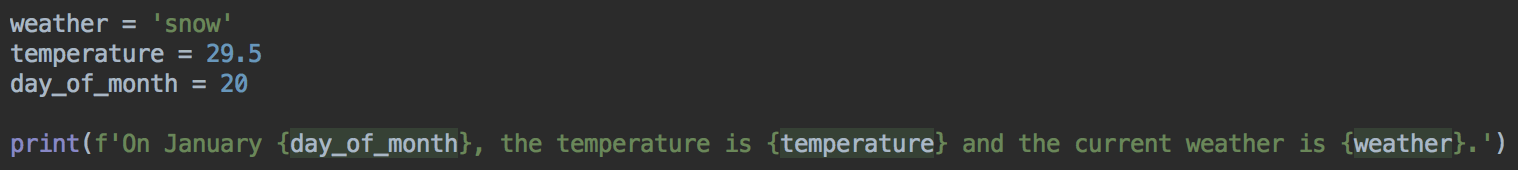 weather = 'snow'
temperature = 29.5
day_of_month = 20
print(f'On January {day_of_month}, the temperature is {temperature} and the current weather is {weather}.')